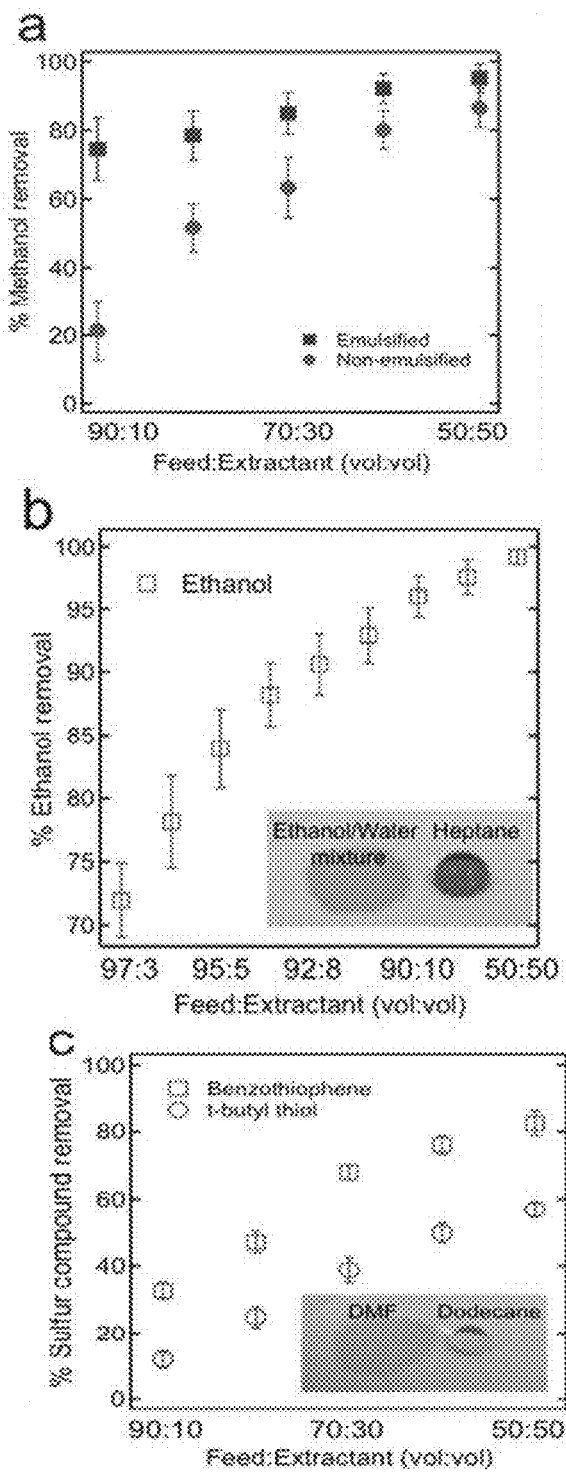 a
100
80
60
40
20
0
% Methanol removal
Emulsified
Non-emulsified
90:10 70:30 50:50
Feed:Extractant (vol:vol)
b
100
95
90
85
80
75
70
% Ethanol removal
Ethanol
Ethanol/Water Heptane
mixture
97:3 95:5 92:8 90:10 50:50
Feed:Extractant (vol:vol)
c
100
80
60
40
20
0
% Sulfur compound removal
Benzothiophene
t-butyl thiol
DMF Dodecane
90:10 70:30 50:50
Feed:Extractant (vol:vol)